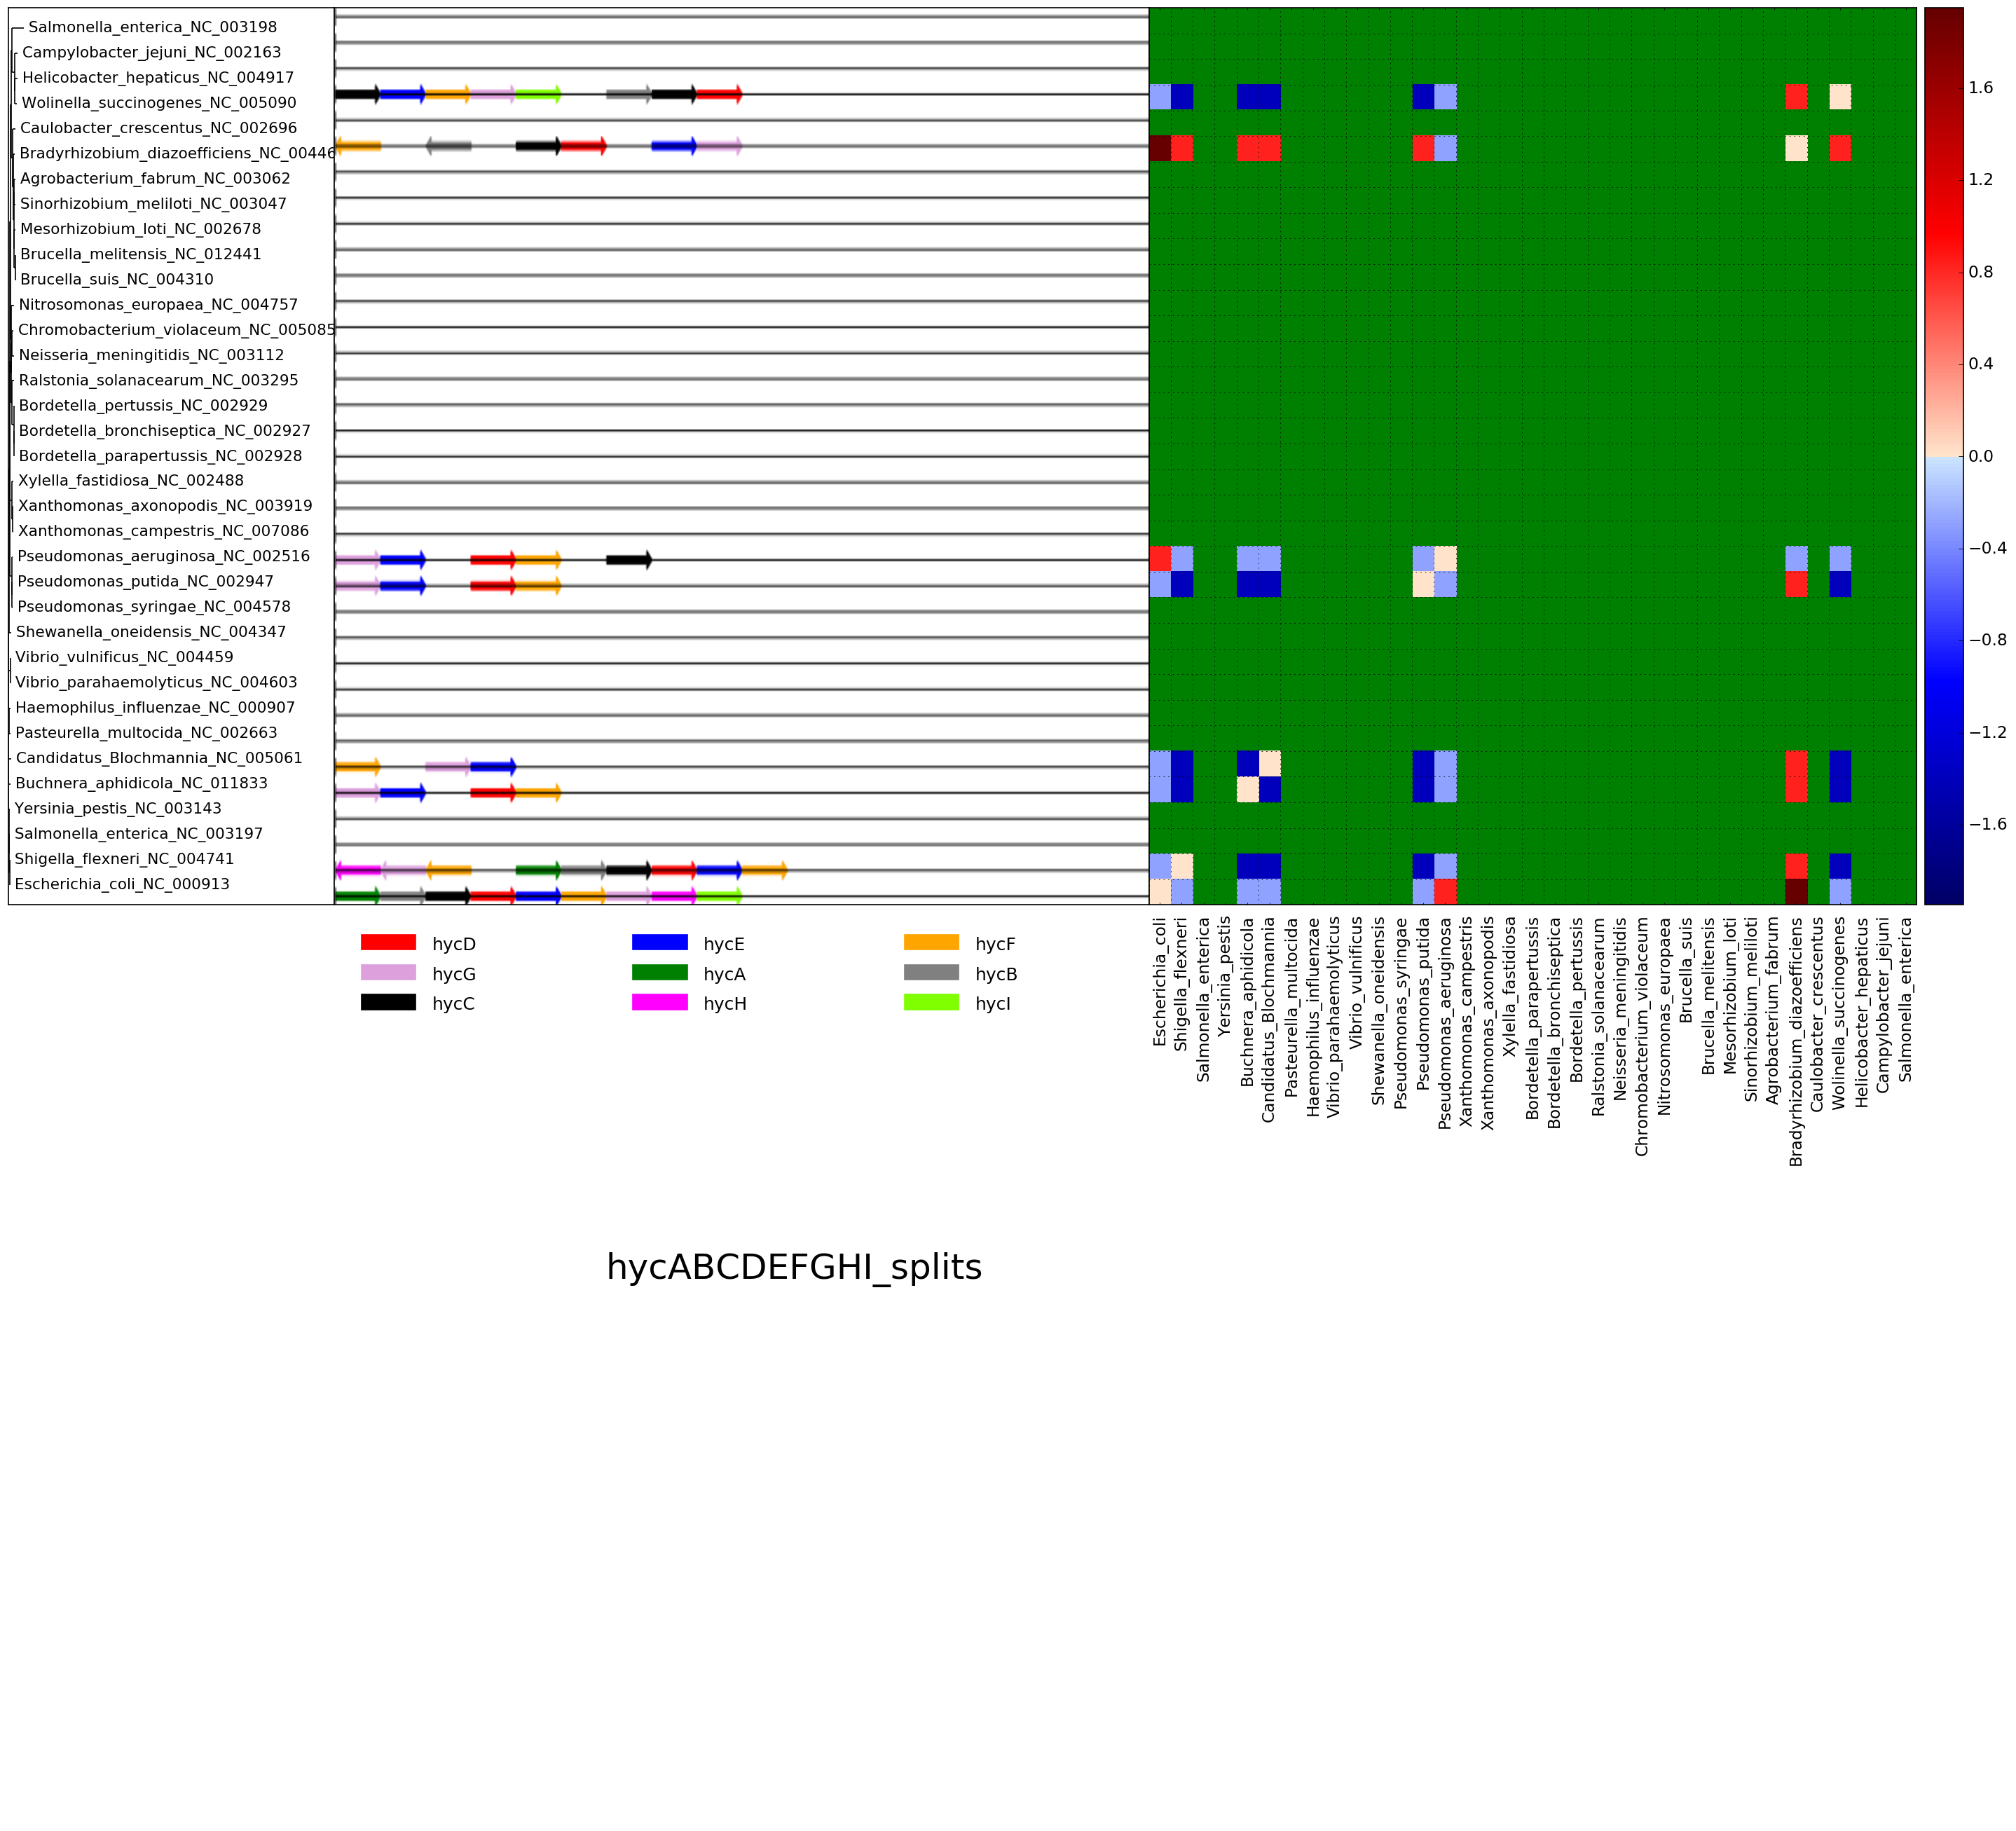 Salmonella_enterica_NC_003198
Campylobacter_jejuni_NC_002163
Helicobacter_hepaticus_NC_004917
Wolinella_succinogenes_NC_005090
Caulobacter_crescentus_NC_002696
Bradyrhizobium_diazoefficiens_NC_00446
Agrobacterium_fabrum_NC_003062
Sinorhizobium_meliloti_NC_003047
Mesorhizobium_loti_NC_002678
Brucella_melitensis_NC_012441
Brucella_suis_NC_004310
Nitrosomonas_europaea_NC_004757
Chromobacterium_violaceum_NC_005085
Neisseria_meningitidis_NC_003112
Ralstonia_solanacearum_NC_003295
Bordetella_pertussis_NC_002929
Bordetella_bronchiseptica_NC_002927
Bordetella_parapertussis_NC_002928
Xylella_fastidiosa_NC_002488
Xanthomonas_axonopodis_NC_003919
Xanthomonas_campestris_NC_007086
Pseudomonas_aeruginosa_NC_002516
Pseudomonas_putida_NC_002947
Pseudomonas_syringae_NC_004578
Shewanella_oneidensis_NC_004347
Vibrio_vulnificus_NC_004459
Vibrio_parahaemolyticus_NC_004603
Haemophilus_influenzae_NC_000907
Pasteurella_multocida_NC_002663
Candidatus_Blochmannia_NC_005061
Buchnera_aphidicola_NC_011833
Yersinia_pestis_NC_003143
Salmonella_enterica_NC_003197
Shigella_flexneri_NC_004741
Escherichia_coli_NC_000913
1.6
1.2
0.8
0.4
0.0
−0.4
−0.8
−1.2
−1.6
Escherichia_coli
Shigella_flexneri
Salmonella_enterica
Yersinia_pestis
Buchnera_aphidicola
Candidatus_Blochmannia
Pasteurella_multocida
Haemophilus_influenzae
Vibrio_parahaemolyticus
Vibrio_vulnificus
Shewanella_oneidensis
Pseudomonas_syringae
Pseudomonas_putida
Pseudomonas_aeruginosa
Xanthomonas_campestris
Xanthomonas_axonopodis
Xylella_fastidiosa
Bordetella_parapertussis
Bordetella_bronchiseptica
Bordetella_pertussis
Ralstonia_solanacearum
Neisseria_meningitidis
Chromobacterium_violaceum
Nitrosomonas_europaea
Brucella_suis
Brucella_melitensis
Mesorhizobium_loti
Sinorhizobium_meliloti
Agrobacterium_fabrum
Bradyrhizobium_diazoefficiens
Caulobacter_crescentus
Wolinella_succinogenes
Helicobacter_hepaticus
Campylobacter_jejuni
Salmonella_enterica
hycD hycE hycF
hycG hycA hycB
hycC hycH hycI
hycABCDEFGHI_splits